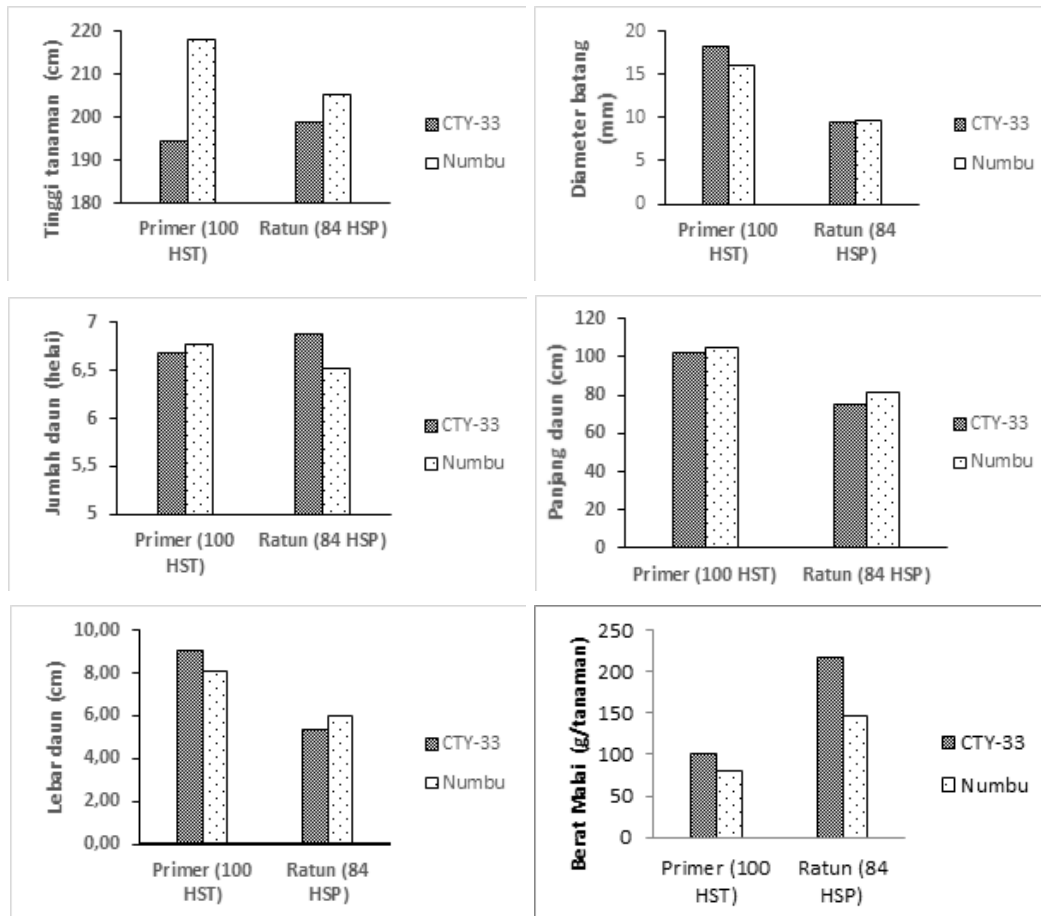 Tinggi tanaman (cm)
220
210
200
190
180
Primer (100
HST)
Ratun (84 HSP)
CTY-33
Numbu
Diameter batang
(mm)
20
15
10
5
0
Primer (100
HST)
Ratun (84
HSP)
CTY-33
Numbu
Jumlah daun (helai)
7
6,5
6
5,5
5
Primer (100
HST)
Ratun (84 HSP)
CTY-33
Numbu
Panjang daun (cm)
120
100
80
60
40
20
0
Primer (100 HST)
Ratun (84 HSP)
CTY-33
Numbu
Lebar daun (cm)
10,00
8,00
6,00
4,00
2,00
0,00
Primer (100
HST)
Ratun (84
HSP)
CTY-33
Numbu
Berat Malai (g/tanaman)
250
200
150
100
50
0
Primer (100
HST)
Ratun (84
HSP)
CTY-33
Numbu